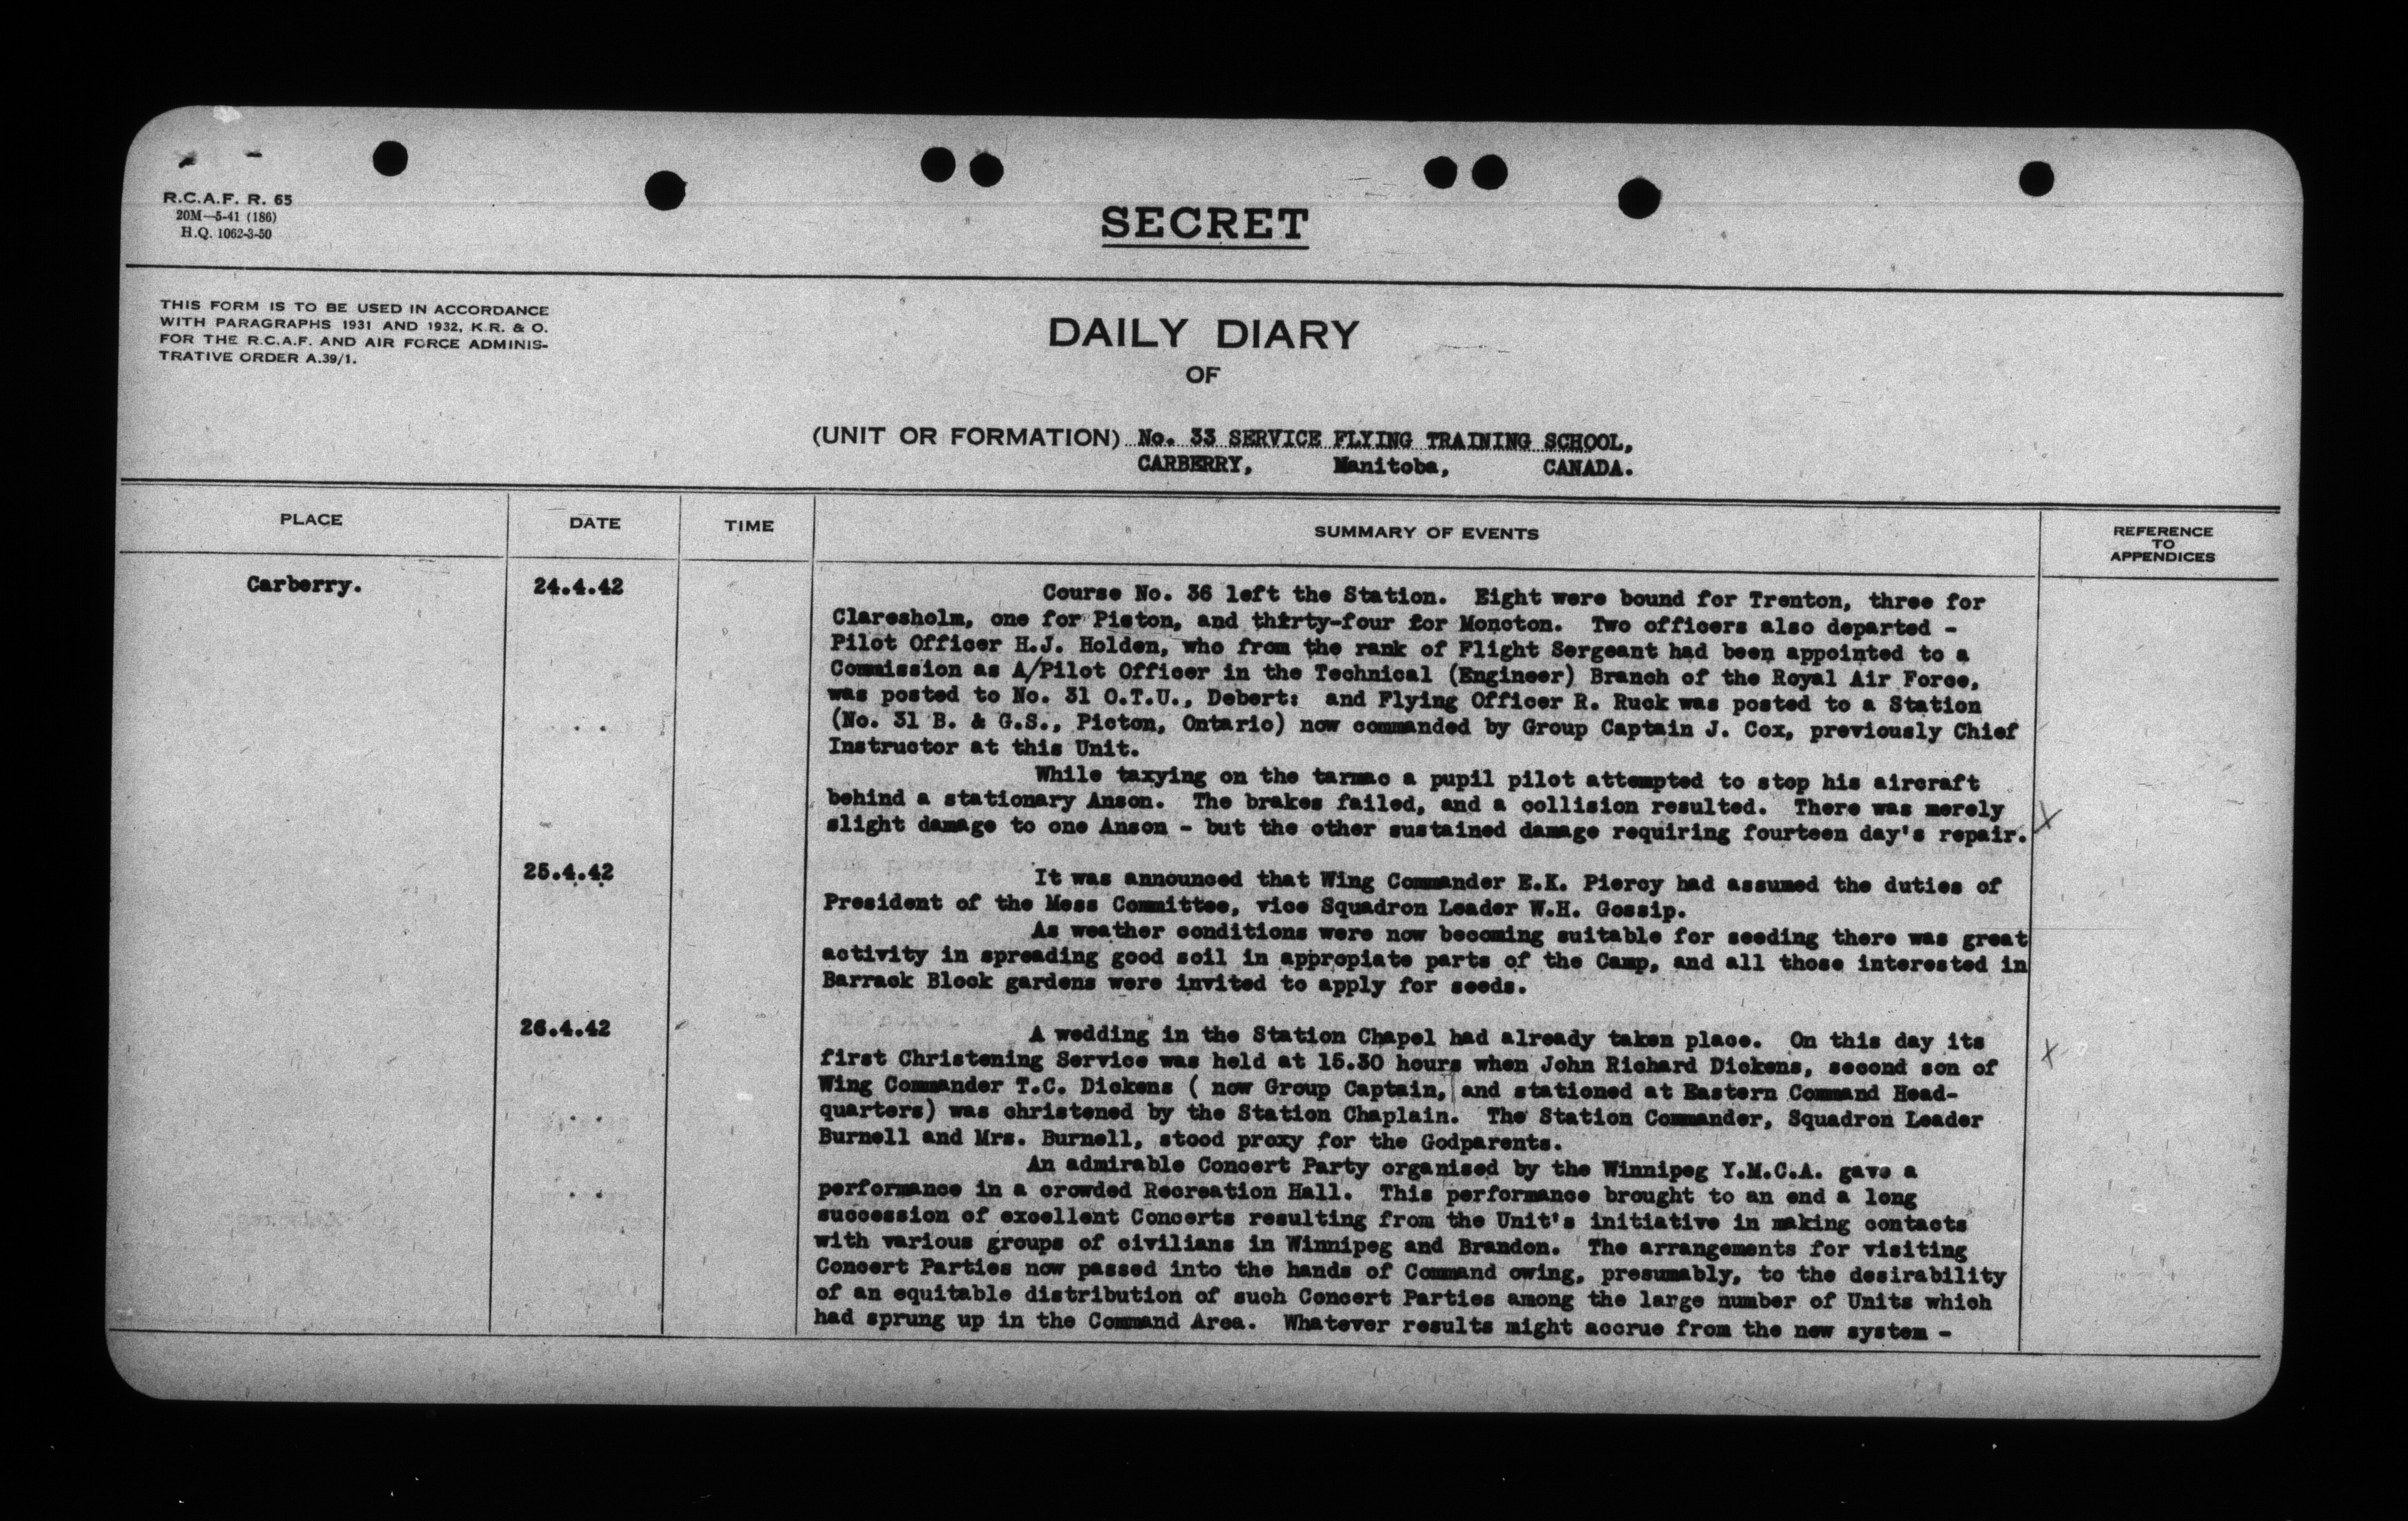 R.C.A.F. R. 65
20M—5-41 (186)
H.Q. 1062-3-50
SECRET
THIS FORM IS TO BE USED IN ACCORDANCE
WITH PARAGRAPHS 1931 AND 1932, K.R. & O.
FOR THE R.C.A.F. AND AIR FORCE ADMINIS-
TRATIVE ORDER A.39/1.
DAILY DIARY
OF
(UNIT OR FORMATION) No. 33 SERVICE FLYING TRAINING SCHOOL,
CARBERRY, Manitoba, CANADA.
PLACE DATE TIME SUMMARY OF EVENTS REFERENCE
TO
APPENDICES
Carberry. 24.4.42 Course No. 36 left the Station. Eight were bound for Trenton, three for
Claresholm, one for Picton, and thirty-four for Moncton. Two officers also departed -
Pilot Officer H.J. Holden, who from the rank of Flight Sergeant had been appointed to a
Commission as A/Pilot Officer in the Technical (Engineer) Branch of the Royal Air Force,
was posted to No. 31 O.T.U., Debert: and Flying Officer R. Ruck was posted to a Station
(No. 31 B. & G.S., Picton, Ontario) now commanded by Group Captain J. Cox, previously Chief
Instructor at this Unit.
While taxying on the tarmac a pupil pilot attempted to stop his aircraft
behind a stationary Anson. The brakes failed, and a collision resulted. There was merely
slight damage to one Anson - but the other sustained damage requiring fourteen day's repair. X
25.4.42 It was announced that Wing Commander E.K. Piercy had assumed the duties of
President of the Mess Committee, vice Squadron Leader W.H. Gossip.
As weather conditions were now becoming suitable for seeding there was great
activity in spreading good soil in appropiate parts of the Camp, and all those interested in
Barrack Block gardens were invited to apply for seeds.
26.4.42 A wedding in the Station Chapel had already taken place. On this day its
first Christening Service was held at 15.30 hours when John Richard Dickens, second son of X
Wing Commander T.C. Dickens ( now Group Captain, and stationed at Eastern Command Head-
quarters) was christened by the Station Chaplain. The Station Commander, Squadron Leader
Burnell and Mrs. Burnell, stood proxy for the Godparents.
An admirable Concert Party organised by the Winnipeg Y.M.C.A. gave a
performance in a crowded Recreation Hall. This performance brought to an end a long
succession of excellent Concerts resulting from the Unit's initiative in making contacts
with various groups of civilians in Winnipeg and Brandon. The arrangements for visiting
Concert Parties now passed into the hands of Command owing, presumably, to the desirability
of an equitable distribution of such Concert Parties among the large number of Units which
had sprung up in the Command Area. Whatever results might accrue from the new system -